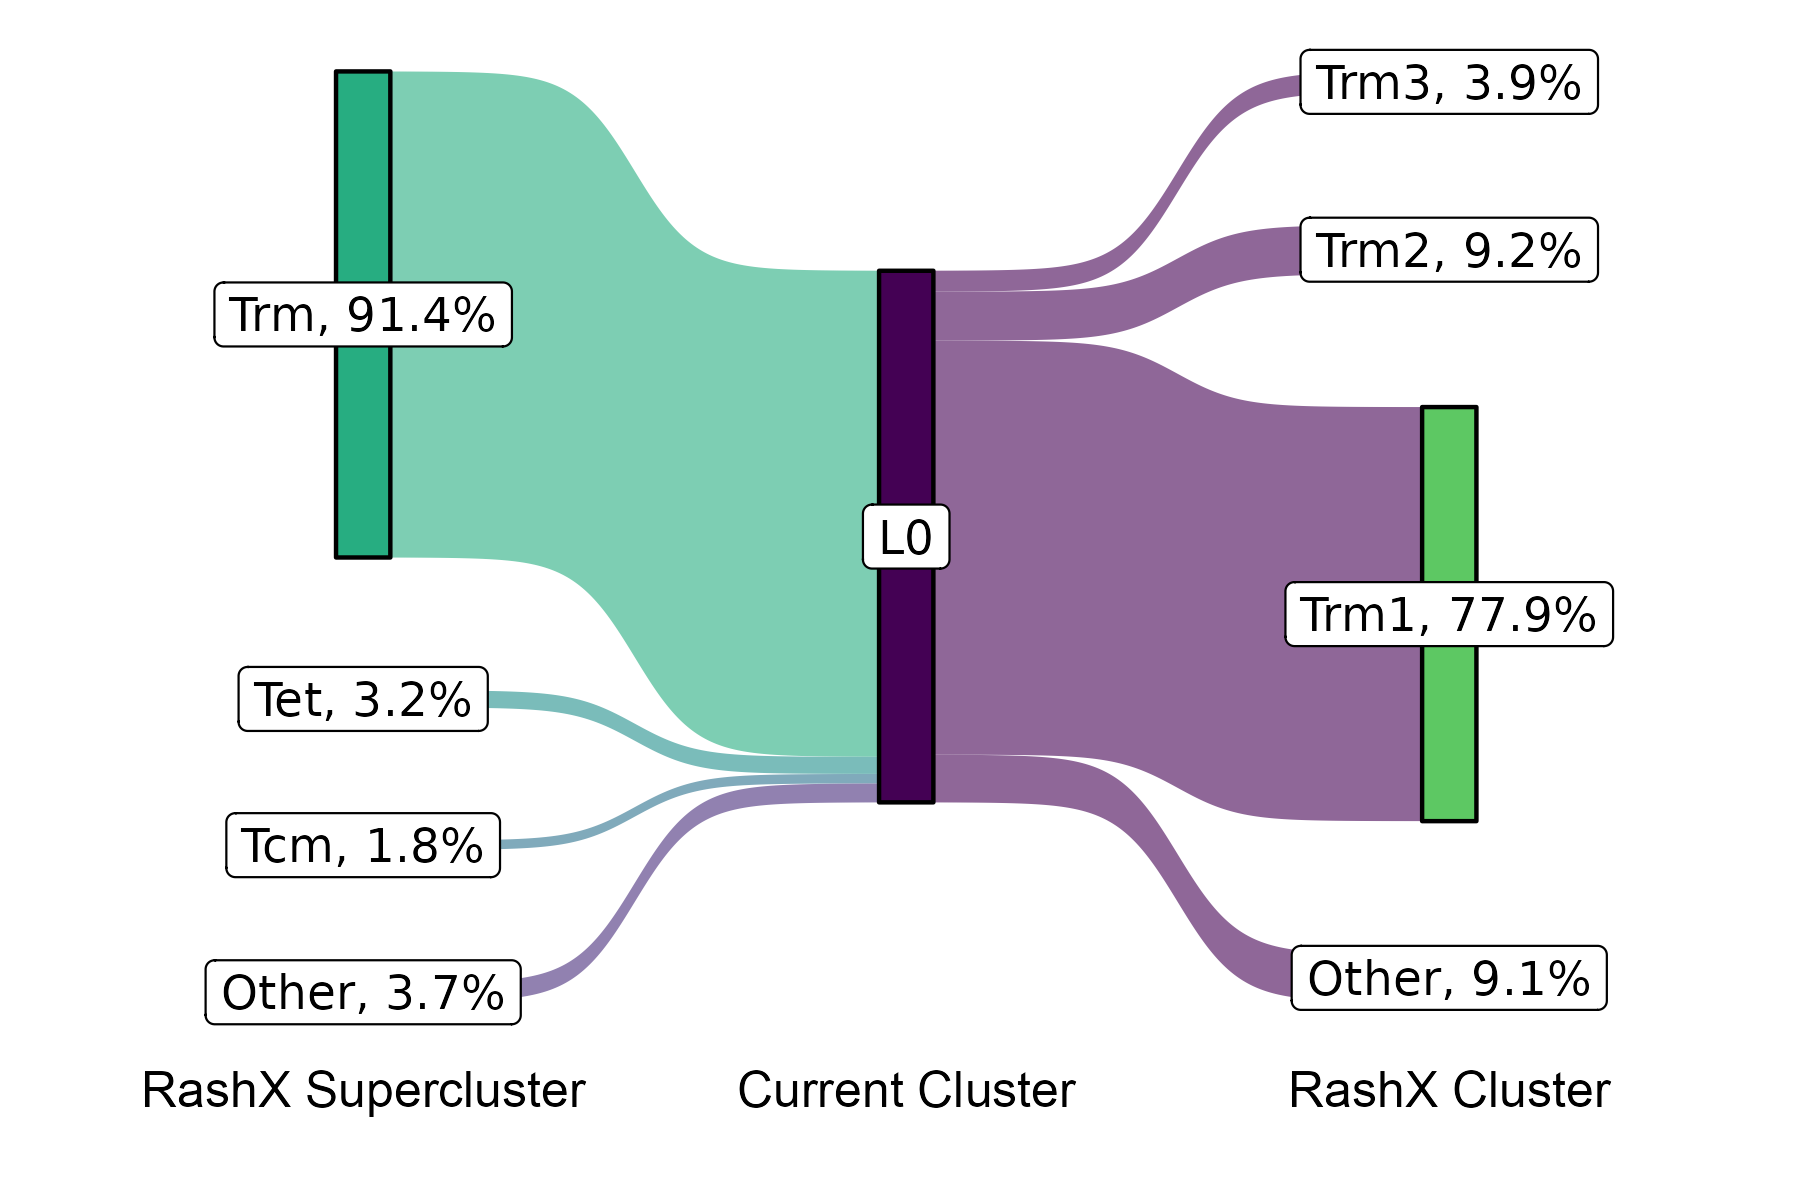 Trm3, 3.9%
Trm2, 9.2%
Trm, 91.4%
L0
Trm1, 77.9%
Tet, 3.2%
Tcm, 1.8%
Other, 3.7%
Other, 9.1%
RashX Supercluster
Current Cluster
RashX Cluster